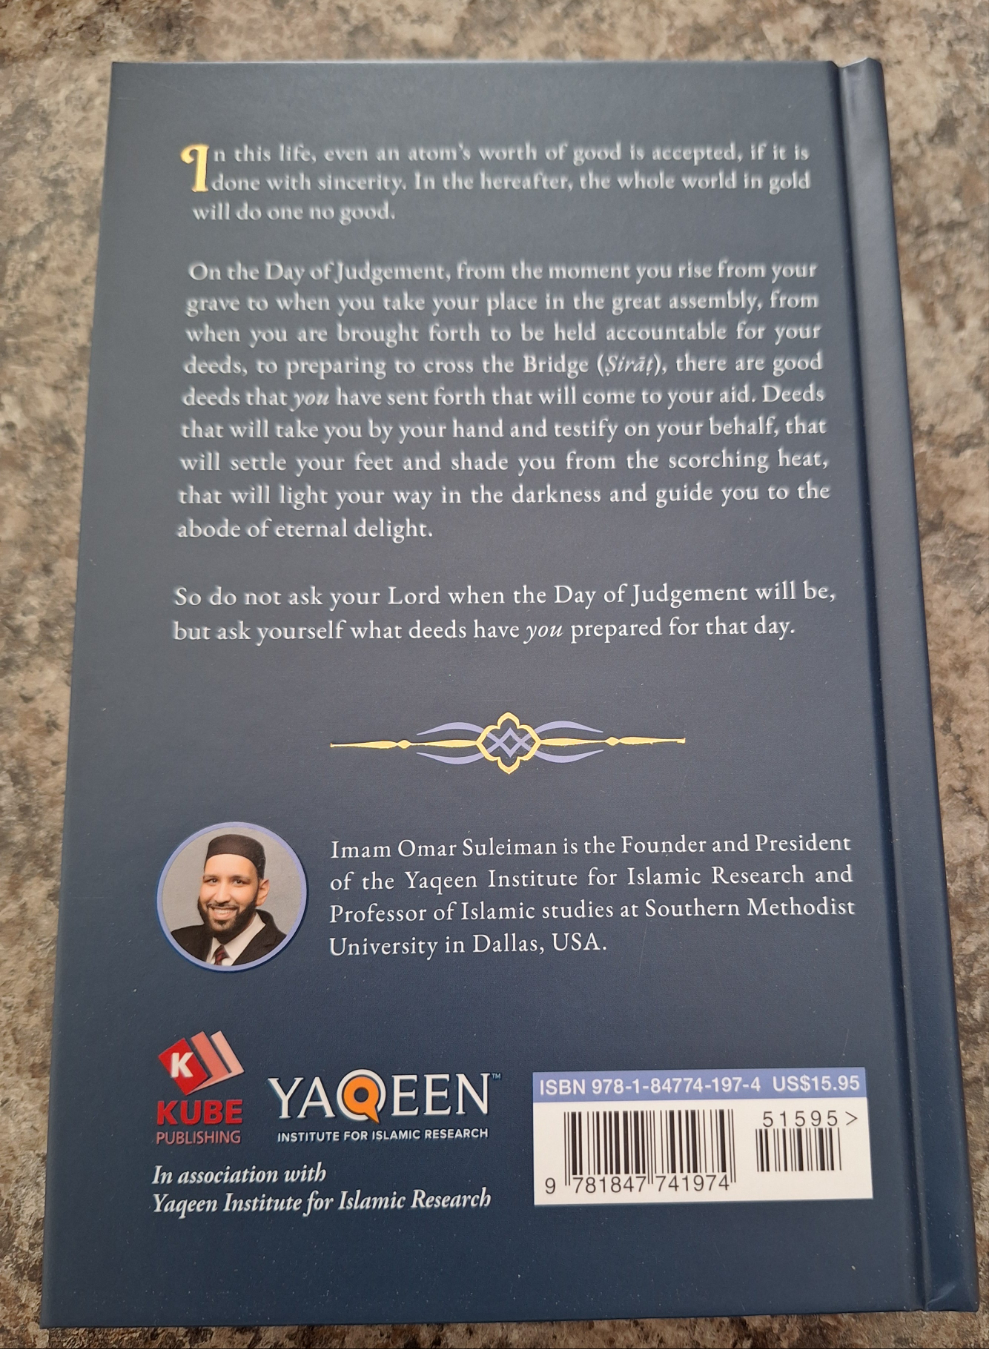 In this life, even an atom's worth of good is accepted, if it is
done with sincerity. In the hereafter, the whole world in gold
will do one no good.
On the Day of Judgement, from the moment you rise from your
grave to when you take your place in the great assembly, from
when you are brought forth to be held accountable for your
deeds, to preparing to cross the Bridge (Ṣirāṭ), there are good
deeds that you have sent forth that will come to your aid. Deeds
that will take you by your hand and testify on your behalf, that
will settle your feet and shade you from the scorching heat,
that will light your way in the darkness and guide you to the
abode of eternal delight.
So do not ask your Lord when the Day of Judgement will be,
but ask yourself what deeds have you prepared for that day.
Imam Omar Suleiman is the Founder and President
of the Yaqeen Institute for Islamic Research and
Professor of Islamic studies at Southern Methodist
University in Dallas, USA.
K
KUBE
PUBLISHING
YAQEEN™
INSTITUTE FOR ISLAMIC RESEARCH
In association with
Yaqeen Institute for Islamic Research
ISBN 978-1-84774-197-4 US$15.95
51595>
9 781847 741974